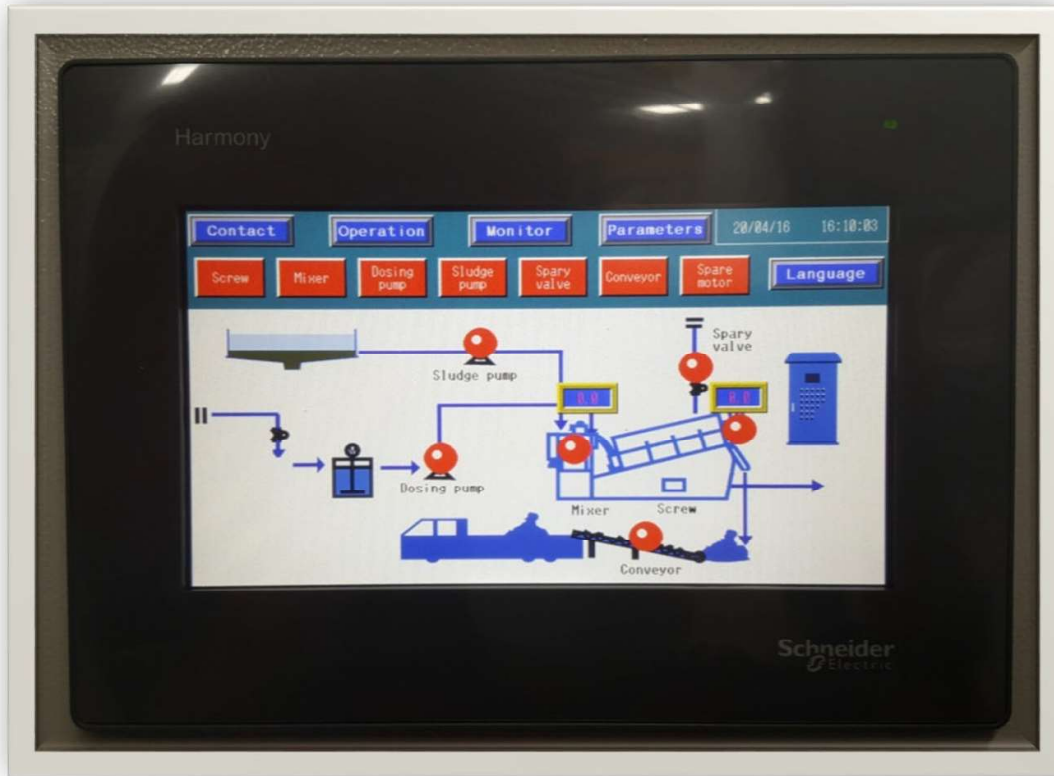 Harmony
Contact Operation Monitor Parameters 20/04/16 16:10:03
Screw Mixer Dosing pump Sludge pump Spary valve Conveyor Spare motor Language
Spary
valve
Sludge pump
0.0 0.0
Dosing pump
Mixer Screw
Conveyor
Schneider
Electric